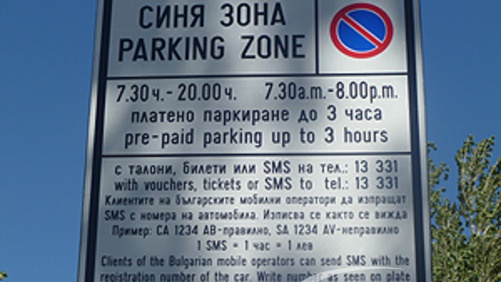 СИНЯ ЗОНА
PARKING ZONE
7.30 ч. - 20.00 ч. 7.30a.m.-8.00p.m.
платено паркиране до 3 часа
pre-paid parking up to 3 hours
с талони, билети или SMS на тел.: 13 331
with vouchers, tickets or SMS to tel.: 13 331
Клиентите на българските мобилни оператори да изпращат
SMS с номера на автомобила. Изписва се както се вижда
Пример: CA 1234 AB-правилно, SA 1234 AV-неправилно
1 SMS = 1 час = 1 лев
Clients of the Bulgarian mobile operators can send SMS with the
registration number of the car. Write number as seen on plate